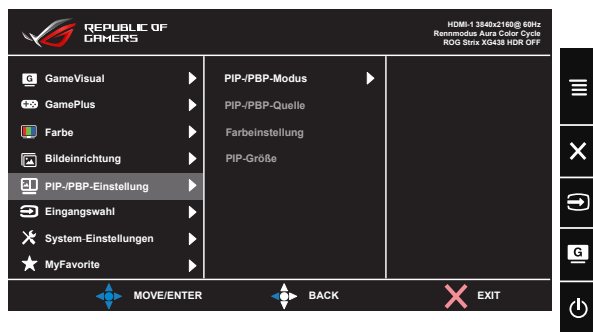 REPUBLIC OF
GAMERS
HDMI-1 3840x2160@ 60Hz
Rennmodus Aura Color Cycle
ROG Strix XG438 HDR OFF
G GameVisual
GamePlus
Farbe
Bildeinrichtung
PIP-/PBP-Einstellung
Eingangswahl
System-Einstellungen
MyFavorite
PIP-/PBP-Modus
PIP-/PBP-Quelle
Farbeinstellung
PIP-Größe
MOVE/ENTER
BACK
EXIT
G